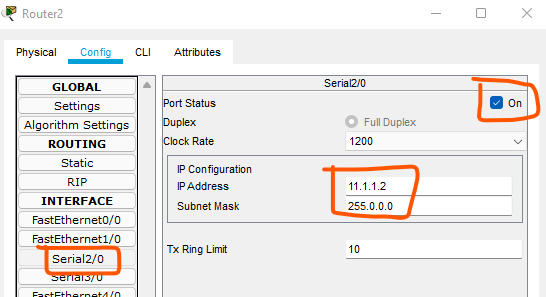 Router2
Physical Config CLI Attributes
GLOBAL
Settings
Algorithm Settings
ROUTING
Static
RIP
INTERFACE
FastEthernet0/0
FastEthernet1/0
Serial2/0
Serial3/0
FastEthernet4/0
Serial2/0
Port Status On
Duplex Full Duplex
Clock Rate 1200
IP Configuration
IP Address 11.1.1.2
Subnet Mask 255.0.0.0
Tx Ring Limit 10